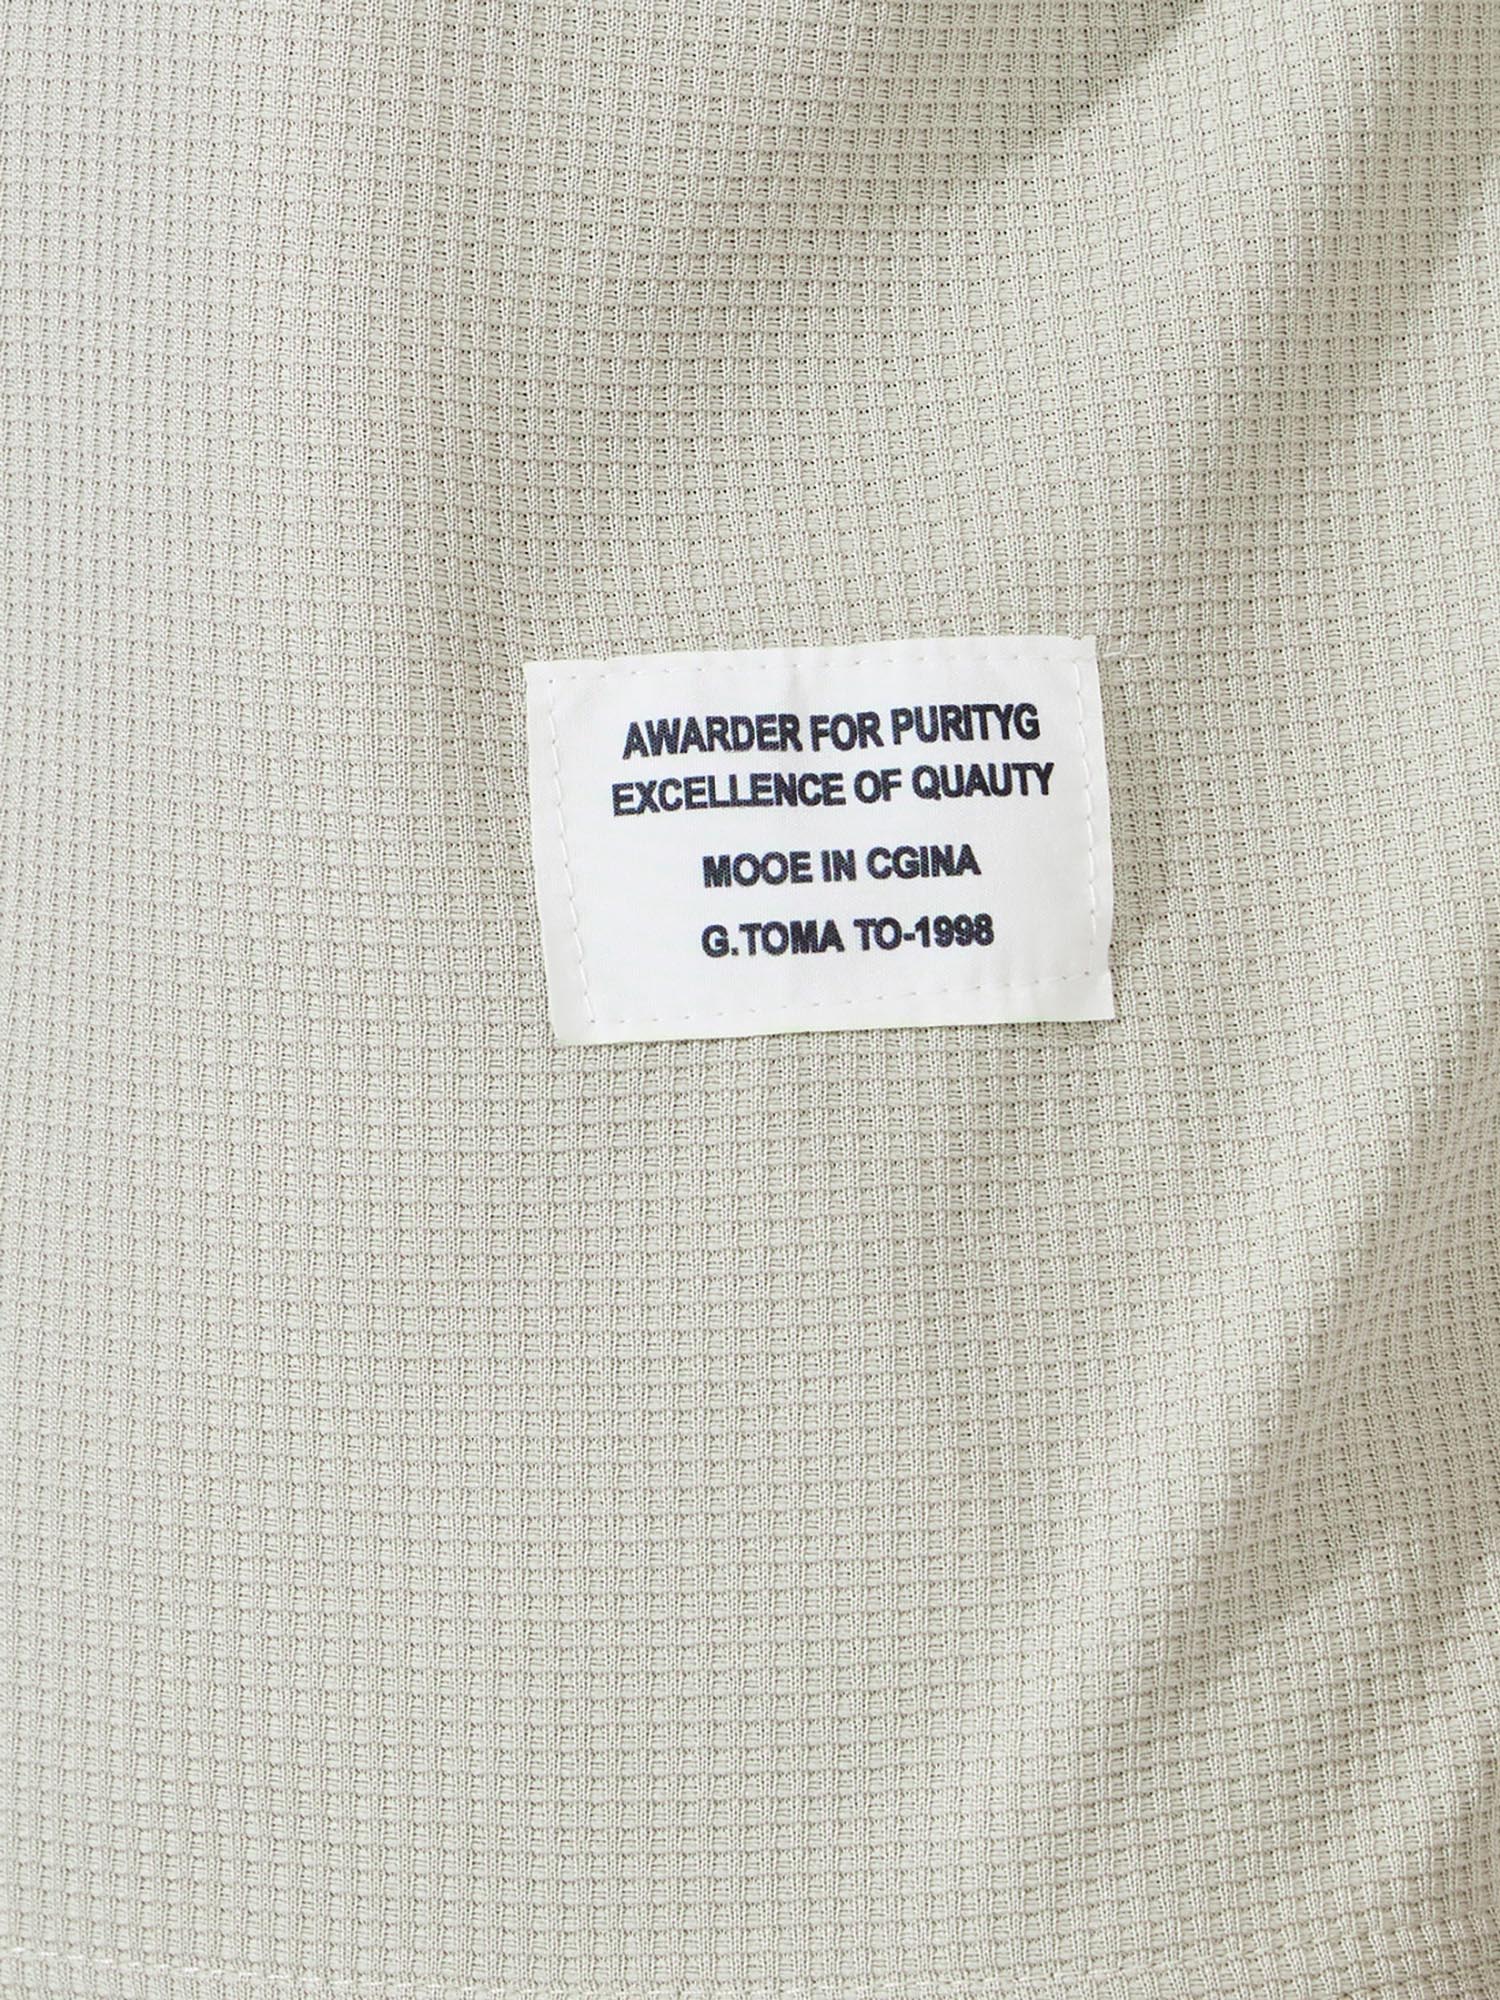 AWARDER FOR PURITYG
EXCELLENCE OF QUAUTY
MOOE IN CGINA
G.TOMA TO-1998